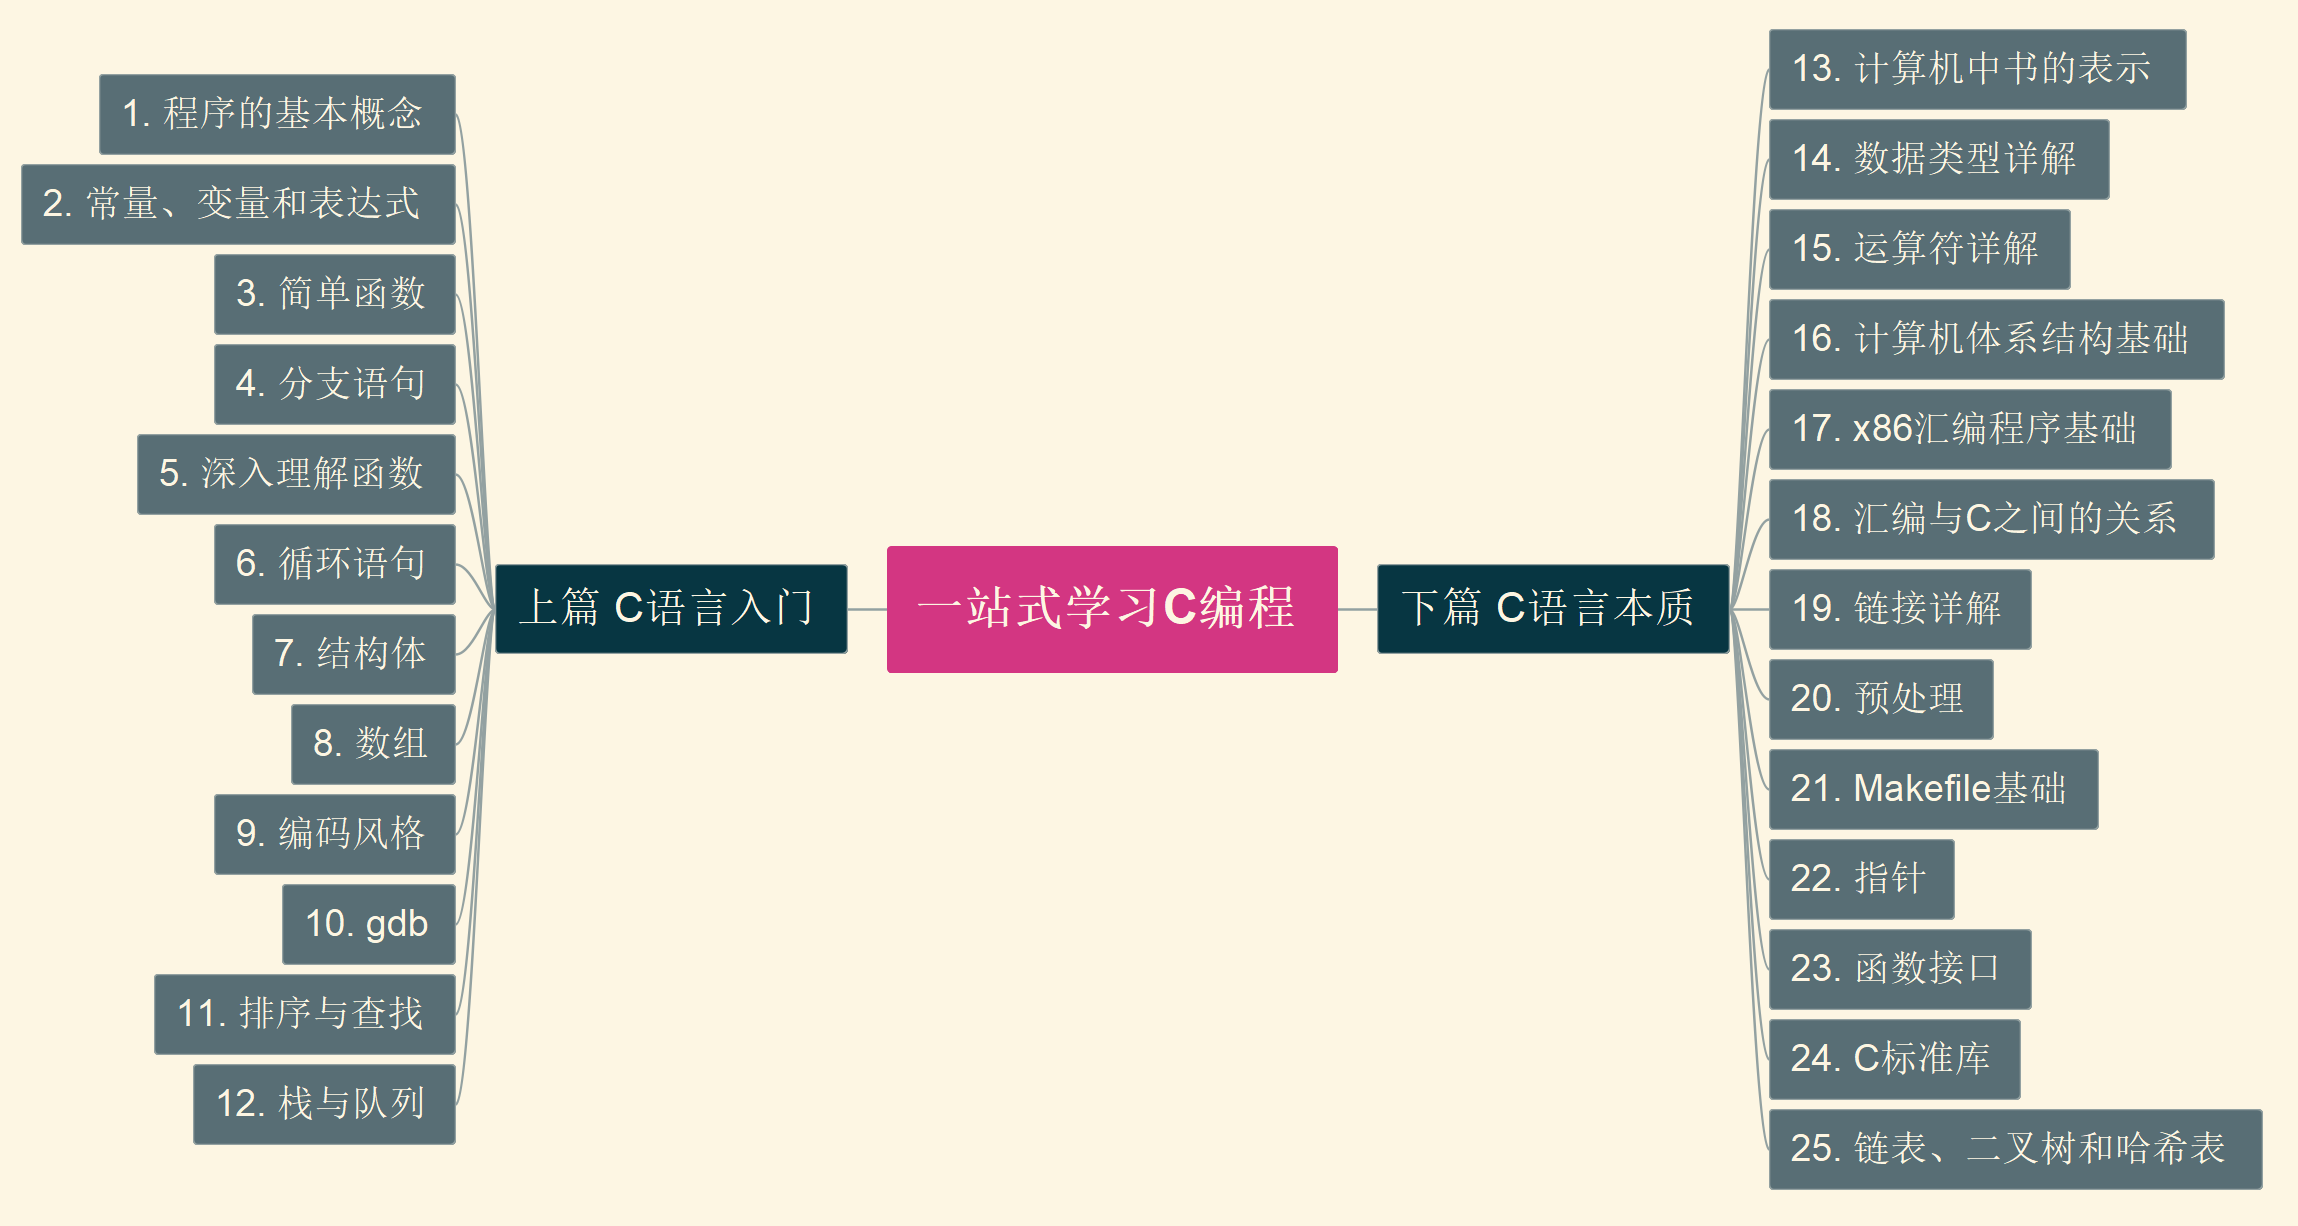 一站式学习C编程
上篇 C语言入门
1. 程序的基本概念
2. 常量、变量和表达式
3. 简单函数
4. 分支语句
5. 深入理解函数
6. 循环语句
7. 结构体
8. 数组
9. 编码风格
10. gdb
11. 排序与查找
12. 栈与队列
下篇 C语言本质
13. 计算机中书的表示
14. 数据类型详解
15. 运算符详解
16. 计算机体系结构基础
17. x86汇编程序基础
18. 汇编与C之间的关系
19. 链接详解
20. 预处理
21. Makefile基础
22. 指针
23. 函数接口
24. C标准库
25. 链表、二叉树和哈希表